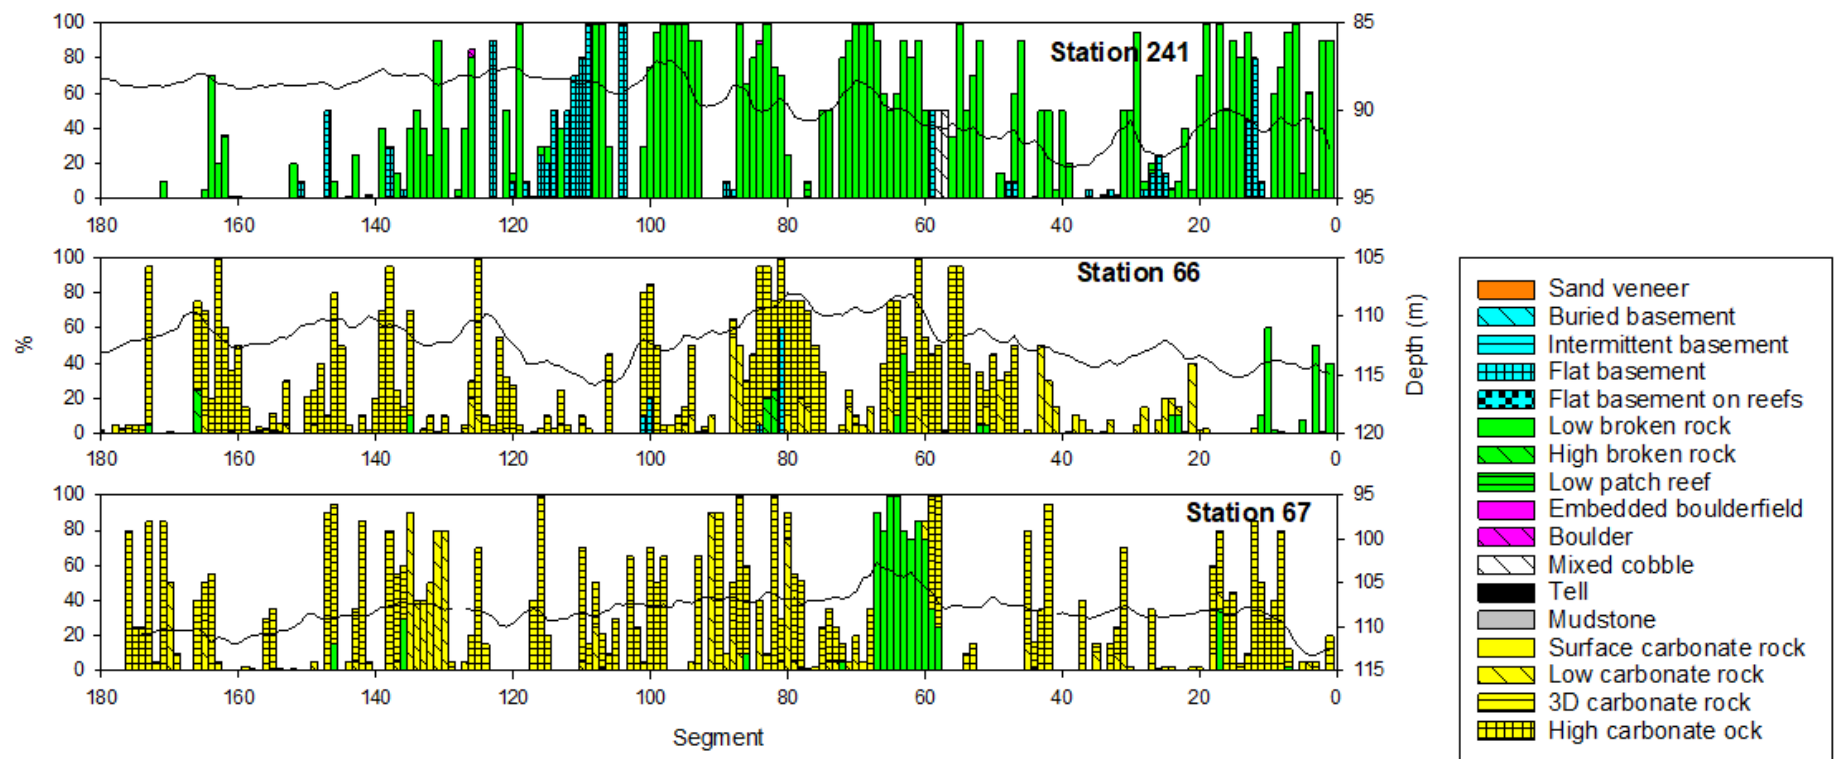 100 85
80
Station 241
60
90
40
20
0 95
180 160 140 120 100 80 60 40 20 0
100 105
Station 66
80
110
60
40
115
20
0 120
180 160 140 120 100 80 60 40 20 0
100 95
Station 67
80 100
60
105
40
20 110
0 115
180 160 140 120 100 80 60 40 20 0
%
Depth (m)
Segment
Sand veneer
Buried basement
Intermittent basement
Flat basement
Flat basement on reefs
Low broken rock
High broken rock
Low patch reef
Embedded boulderfield
Boulder
Mixed cobble
Tell
Mudstone
Surface carbonate rock
Low carbonate rock
3D carbonate rock
High carbonate ock